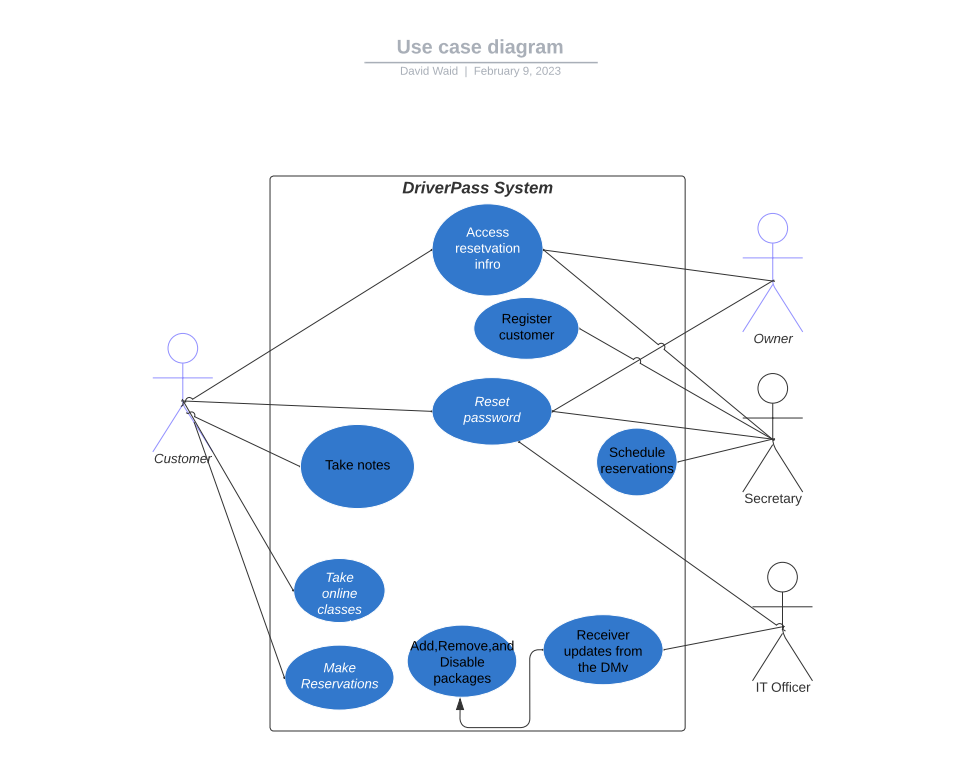 Use case diagram
David Waid | February 9, 2023
DriverPass System
Access
resetvation
infro
Register
customer
Owner
Reset
password
Customer
Take notes
Schedule
reservations
Secretary
Take
online
classes
Add,Remove,and
Disable
packages
Receiver
updates from
the DMv
Make
Reservations
IT Officer